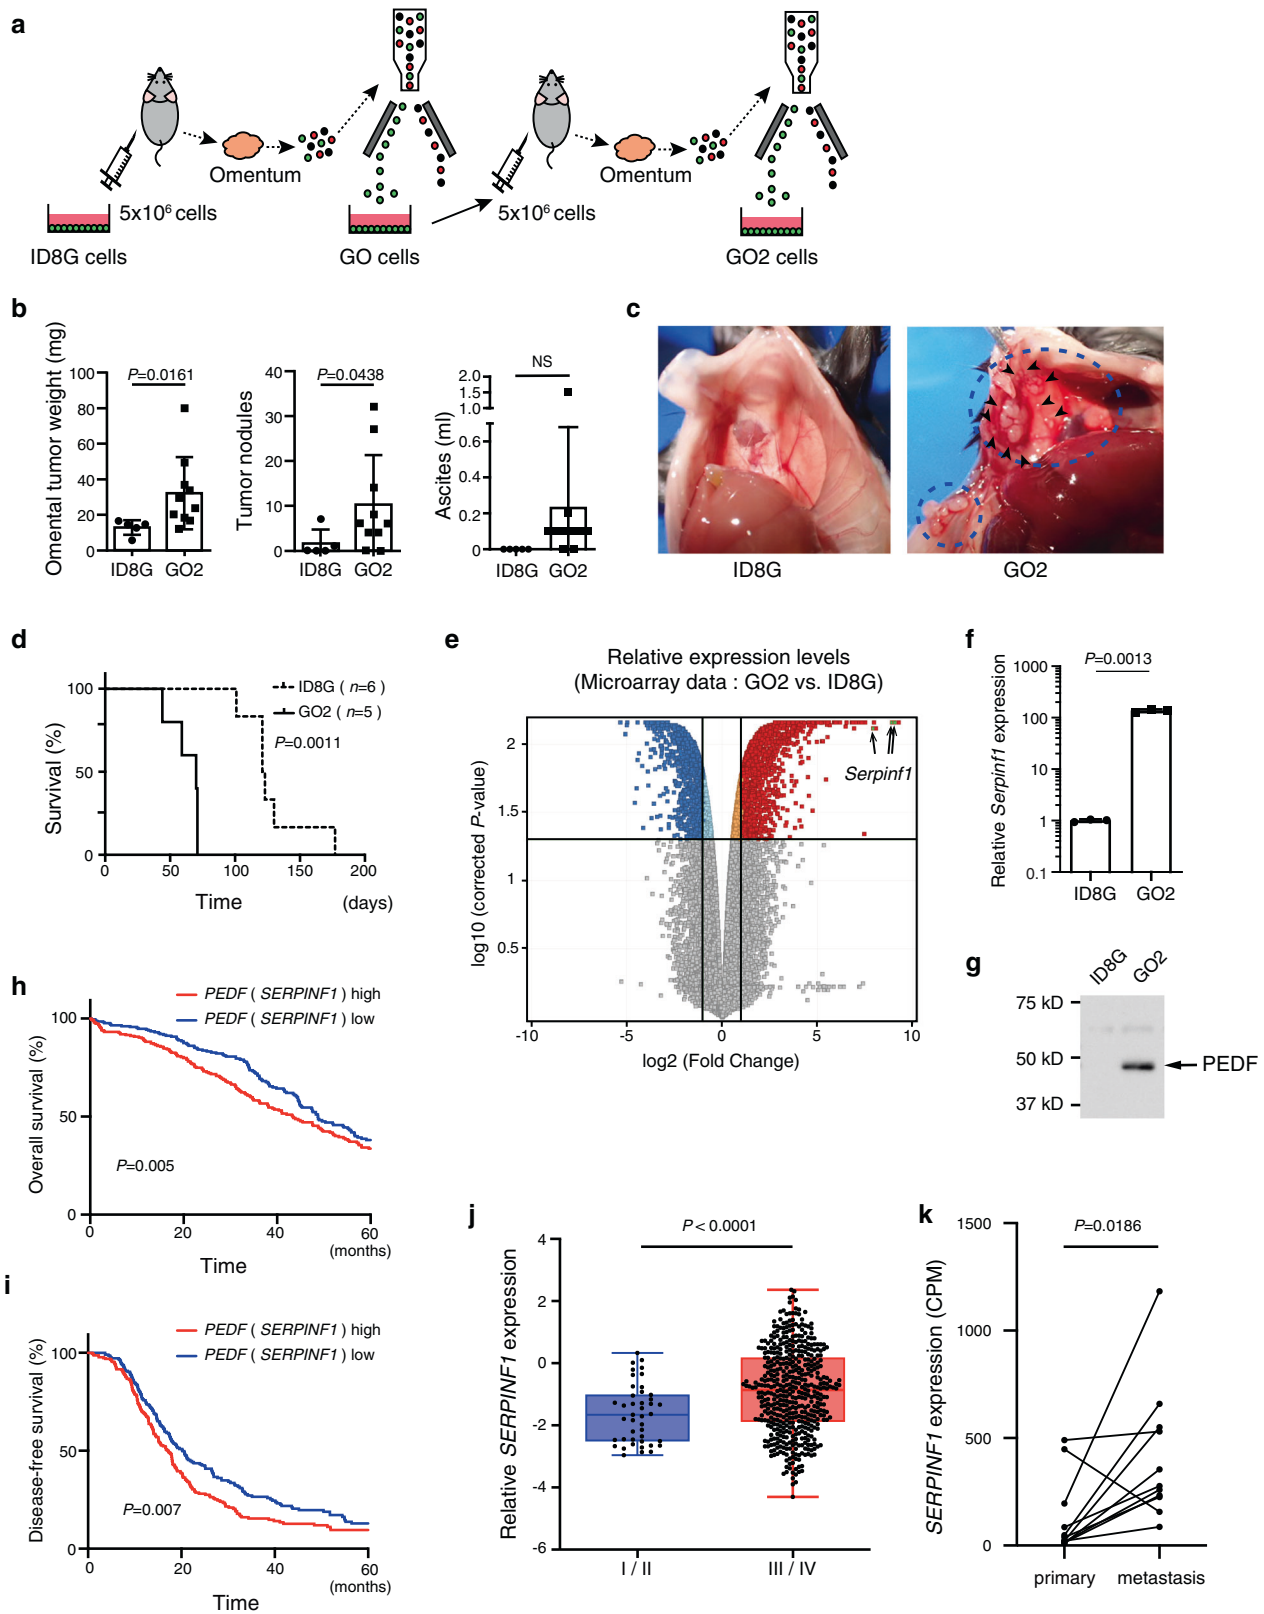 a
Omentum
Omentum
5x10⁶ cells
5x10⁶ cells
ID8G cells
GO cells
GO2 cells
b
Omental tumor weight (mg)
P=0.0161
100
80
60
40
20
0
ID8G
GO2
Tumor nodules
P=0.0438
40
30
20
10
0
ID8G
GO2
Ascites (ml)
NS
2.0
1.5
1.0
0.6
0.4
0.2
0
ID8G
GO2
c
ID8G
GO2
d
Survival (%)
100
50
0
0 50 100 150 200
Time
(days)
ID8G ( n=6 )
GO2 ( n=5 )
P=0.0011
e
Relative expression levels
(Microarray data : GO2 vs. ID8G)
log10 (corrected P-value)
2
1.5
1
0.5
Serpinf1
-10 -5 0 5 10
log2 (Fold Change)
f
Relative Serpinf1 expression
P=0.0013
1000
100
10
1
0.1
ID8G
GO2
g
ID8G
GO2
75 kD
50 kD
37 kD
PEDF
h
PEDF ( SERPINF1 ) high
PEDF ( SERPINF1 ) low
Overall survival (%)
100
50
0
P=0.005
0 20 40 60
(months)
Time
i
PEDF ( SERPINF1 ) high
PEDF ( SERPINF1 ) low
Disease-free survival (%)
100
50
0
P=0.007
0 20 40 60
(months)
Time
j
P < 0.0001
Relative SERPINF1 expression
4
2
0
-2
-4
-6
I / II
III / IV
k
P=0.0186
SERPINF1 expression (CPM)
1500
1000
500
0
primary
metastasis